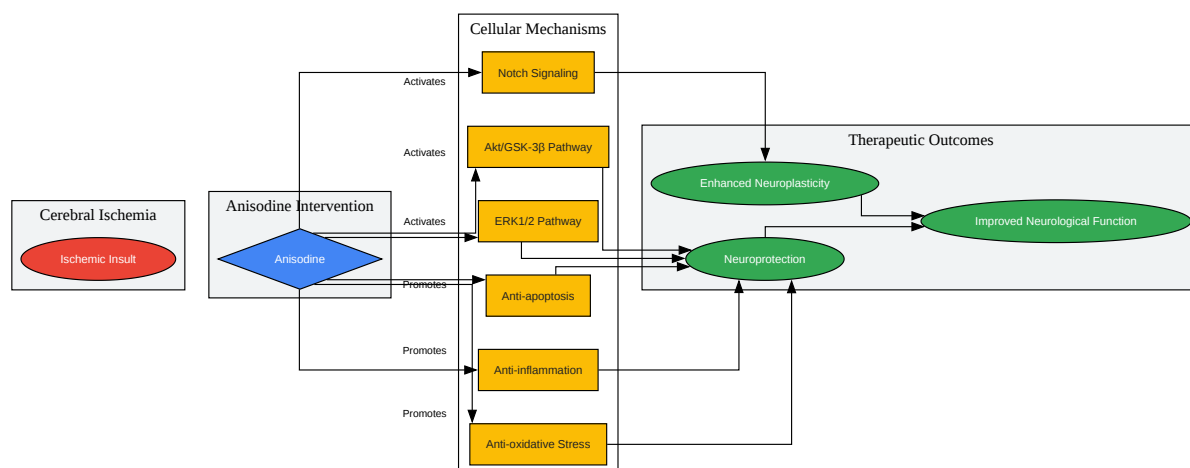 Cellular Mechanisms
Notch Signaling
Activates
Akt/GSK-3β Pathway
Activates
ERK1/2 Pathway
Activates
Anti-apoptosis
Promotes
Anti-inflammation
Promotes
Anti-oxidative Stress
Promotes
Cerebral Ischemia
Ischemic Insult
Anisodine Intervention
Anisodine
Therapeutic Outcomes
Enhanced Neuroplasticity
Improved Neurological Function
Neuroprotection